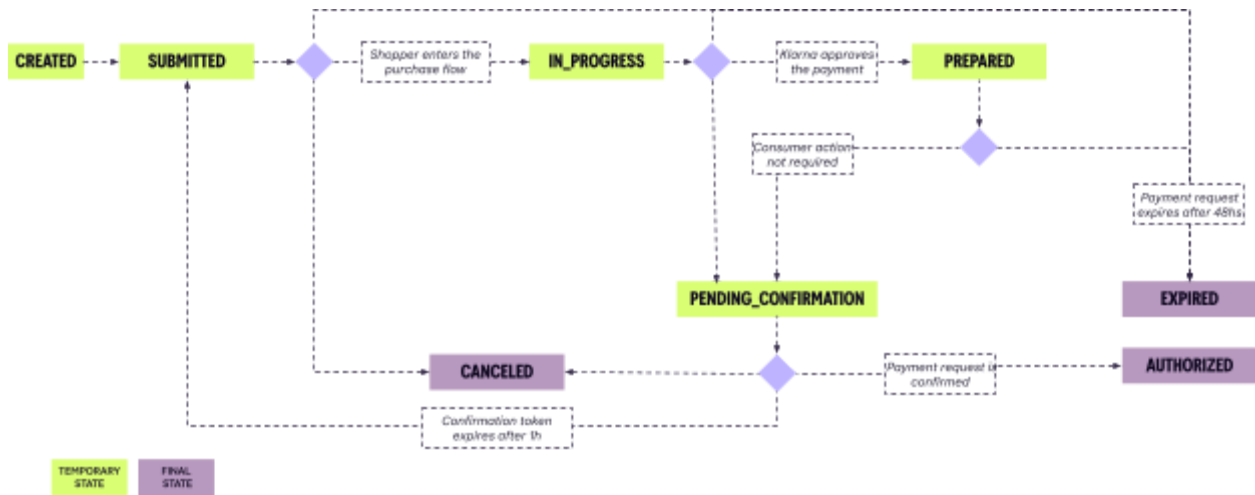 CREATED
SUBMITTED
Shopper enters the
purchase flow
IN_PROGRESS
Klarna approves
the payment
PREPARED
Consumer action
not required
Payment request
expires after 48hs
PENDING_CONFIRMATION
EXPIRED
CANCELED
Payment request is
confirmed
AUTHORIZED
Confirmation token
expires after 1h
TEMPORARY
STATE
FINAL
STATE